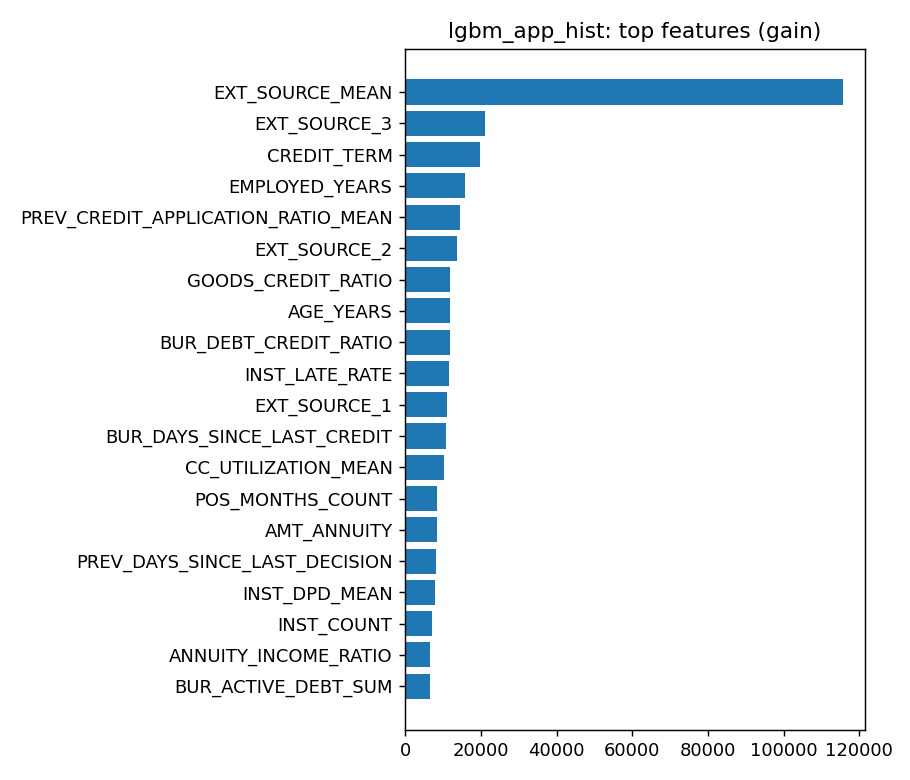 lgbm_app_hist: top features (gain)
EXT_SOURCE_MEAN
EXT_SOURCE_3
CREDIT_TERM
EMPLOYED_YEARS
PREV_CREDIT_APPLICATION_RATIO_MEAN
EXT_SOURCE_2
GOODS_CREDIT_RATIO
AGE_YEARS
BUR_DEBT_CREDIT_RATIO
INST_LATE_RATE
EXT_SOURCE_1
BUR_DAYS_SINCE_LAST_CREDIT
CC_UTILIZATION_MEAN
POS_MONTHS_COUNT
AMT_ANNUITY
PREV_DAYS_SINCE_LAST_DECISION
INST_DPD_MEAN
INST_COUNT
ANNUITY_INCOME_RATIO
BUR_ACTIVE_DEBT_SUM
0 20000 40000 60000 80000 100000 120000